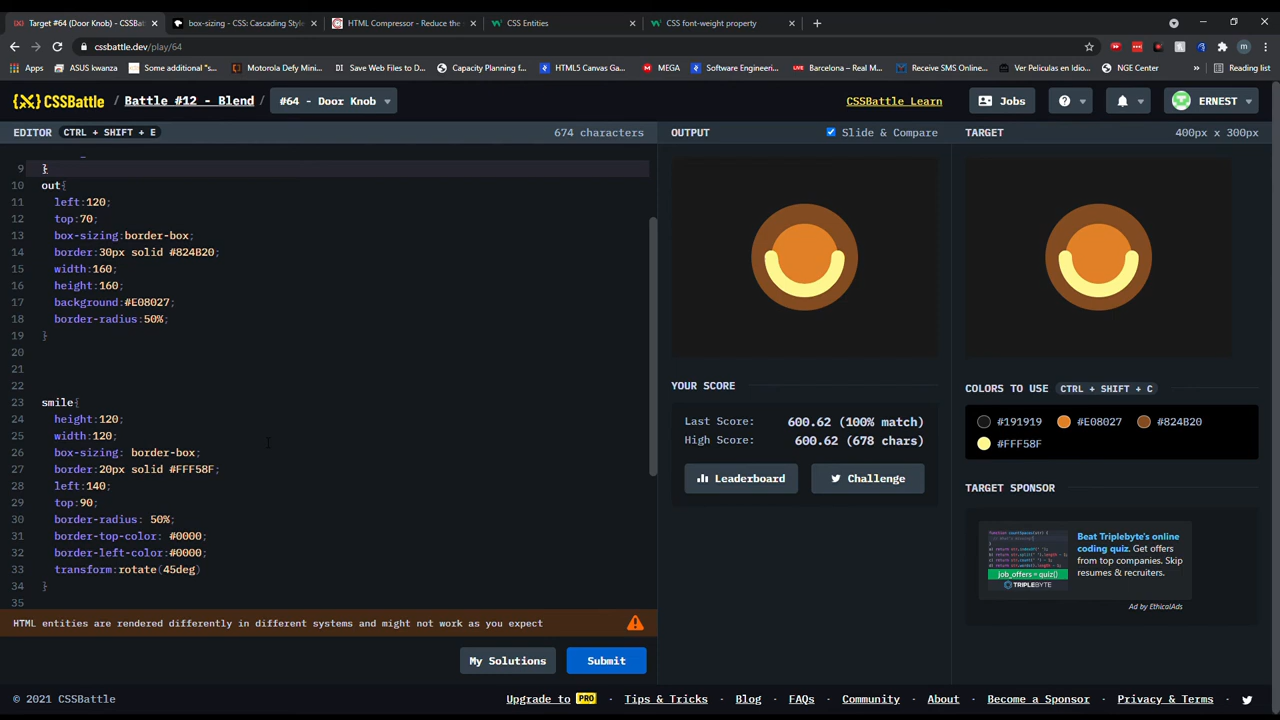 Target #64 (Door Knob) - CSSBatt
box-sizing - CSS: Cascading Style
HTML Compressor - Reduce the
CSS Entities
CSS font-weight property
cssbattle.dev/play/64
Apps
ASUS kwanza
Some additional "s...
Motorola Defy Mini...
Save Web Files to D...
Capacity Planning f...
HTML5 Canvas Ga...
MEGA
Software Engineeri...
Barcelona – Real M...
Receive SMS Online...
Ver Películas en Idio...
NGE Center
Reading list
{X} CSSBattle
/ Battle #12 - Blend /
#64 - Door Knob
CSSBattle Learn
Jobs
ERNEST
EDITOR CTRL + SHIFT + E
674 characters
OUTPUT
Slide & Compare
TARGET
400px x 300px
9 }
10 out{
11 left:120;
12 top:70;
13 box-sizing:border-box;
14 border:30px solid #824B20;
15 width:160;
16 height:160;
17 background:#E08027;
18 border-radius:50%;
19 }
20
21
22
23 smile{
24 height:120;
25 width:120;
26 box-sizing: border-box;
27 border:20px solid #FFF58F;
28 left:140;
29 top:90;
30 border-radius: 50%;
31 border-top-color: #0000;
32 border-left-color:#0000;
33 transform:rotate(45deg)
34 }
35
YOUR SCORE
Last Score: 600.62 (100% match)
High Score: 600.62 (678 chars)
Leaderboard
Challenge
COLORS TO USE CTRL + SHIFT + C
#191919
#E08027
#824B20
#FFF58F
TARGET SPONSOR
Beat Triplebyte's online
coding quiz. Get offers
from top companies. Skip
resumes & recruiters.
job_offers = quiz()
TRIPLEBYTE
Ad by EthicalAds
HTML entities are rendered differently in different systems and might not work as you expect
My Solutions
Submit
© 2021 CSSBattle
Upgrade to PRO · Tips & Tricks · Blog · FAQs · Community · About · Become a Sponsor · Privacy & Terms ·